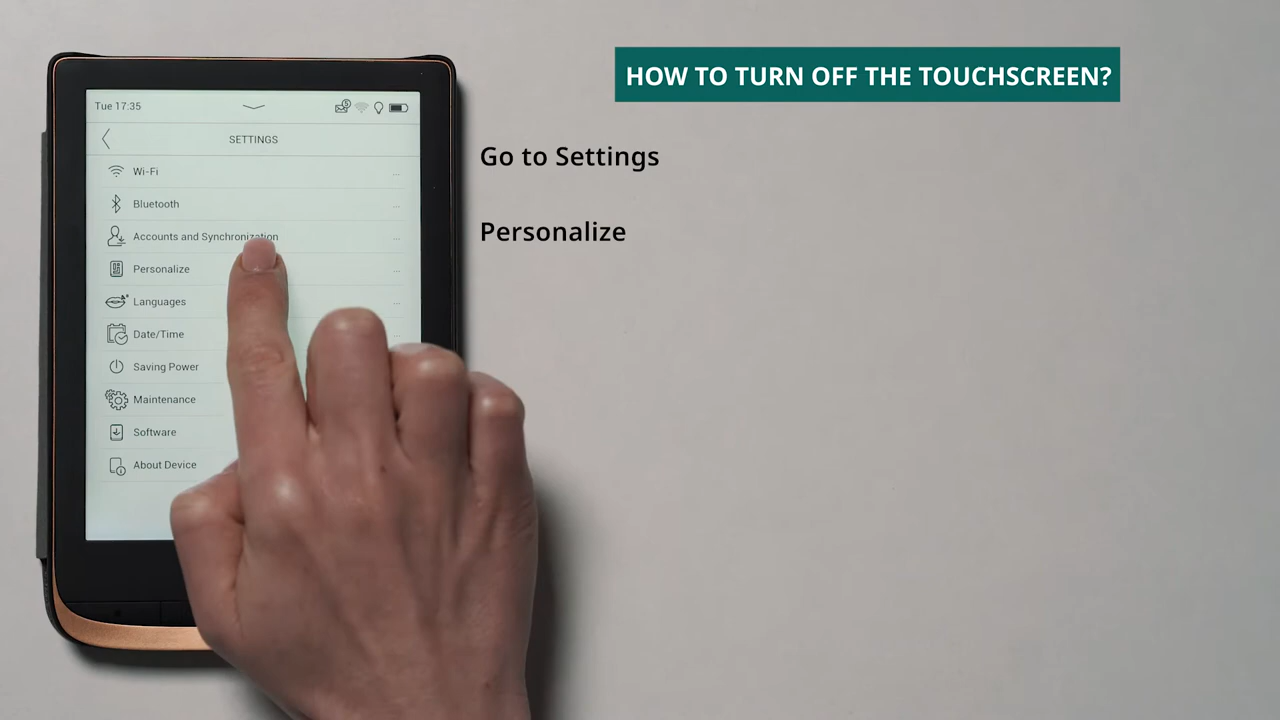 HOW TO TURN OFF THE TOUCHSCREEN?
Tue 17:35
5
SETTINGS
Go to Settings
Wi-Fi
...
Bluetooth
...
Personalize
Accounts and Synchronization
...
Personalize
...
Languages
...
Date/Time
Saving Power
Maintenance
Software
About Device